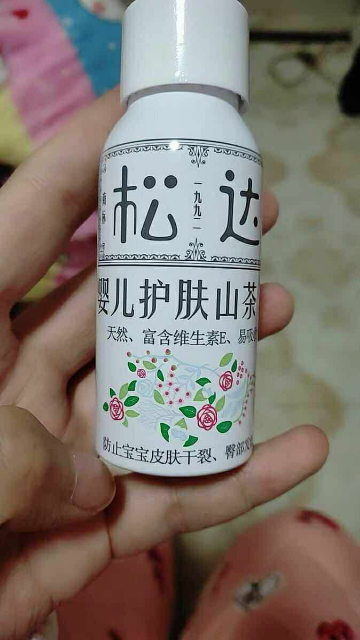 松达
一九九二
婴儿护肤山茶
天然、富含维生素E、易吸
防止宝宝皮肤干裂、臀部